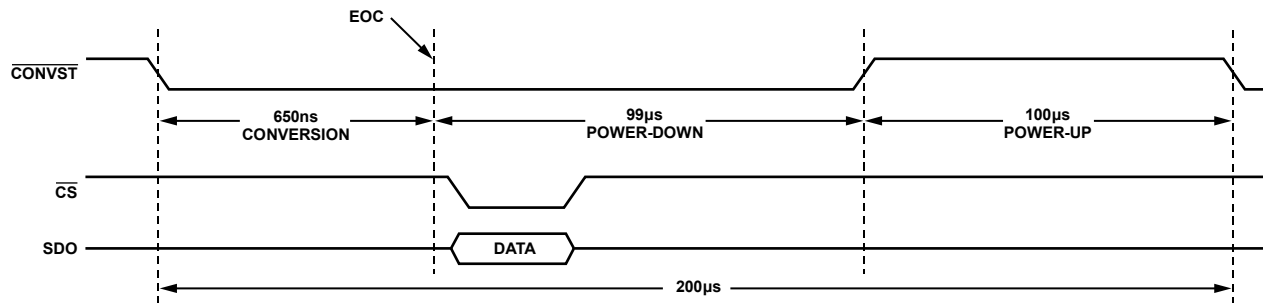 EOC
CONVST
650ns
CONVERSION
99µs
POWER-DOWN
100µs
POWER-UP
CS
SDO
DATA
200µs